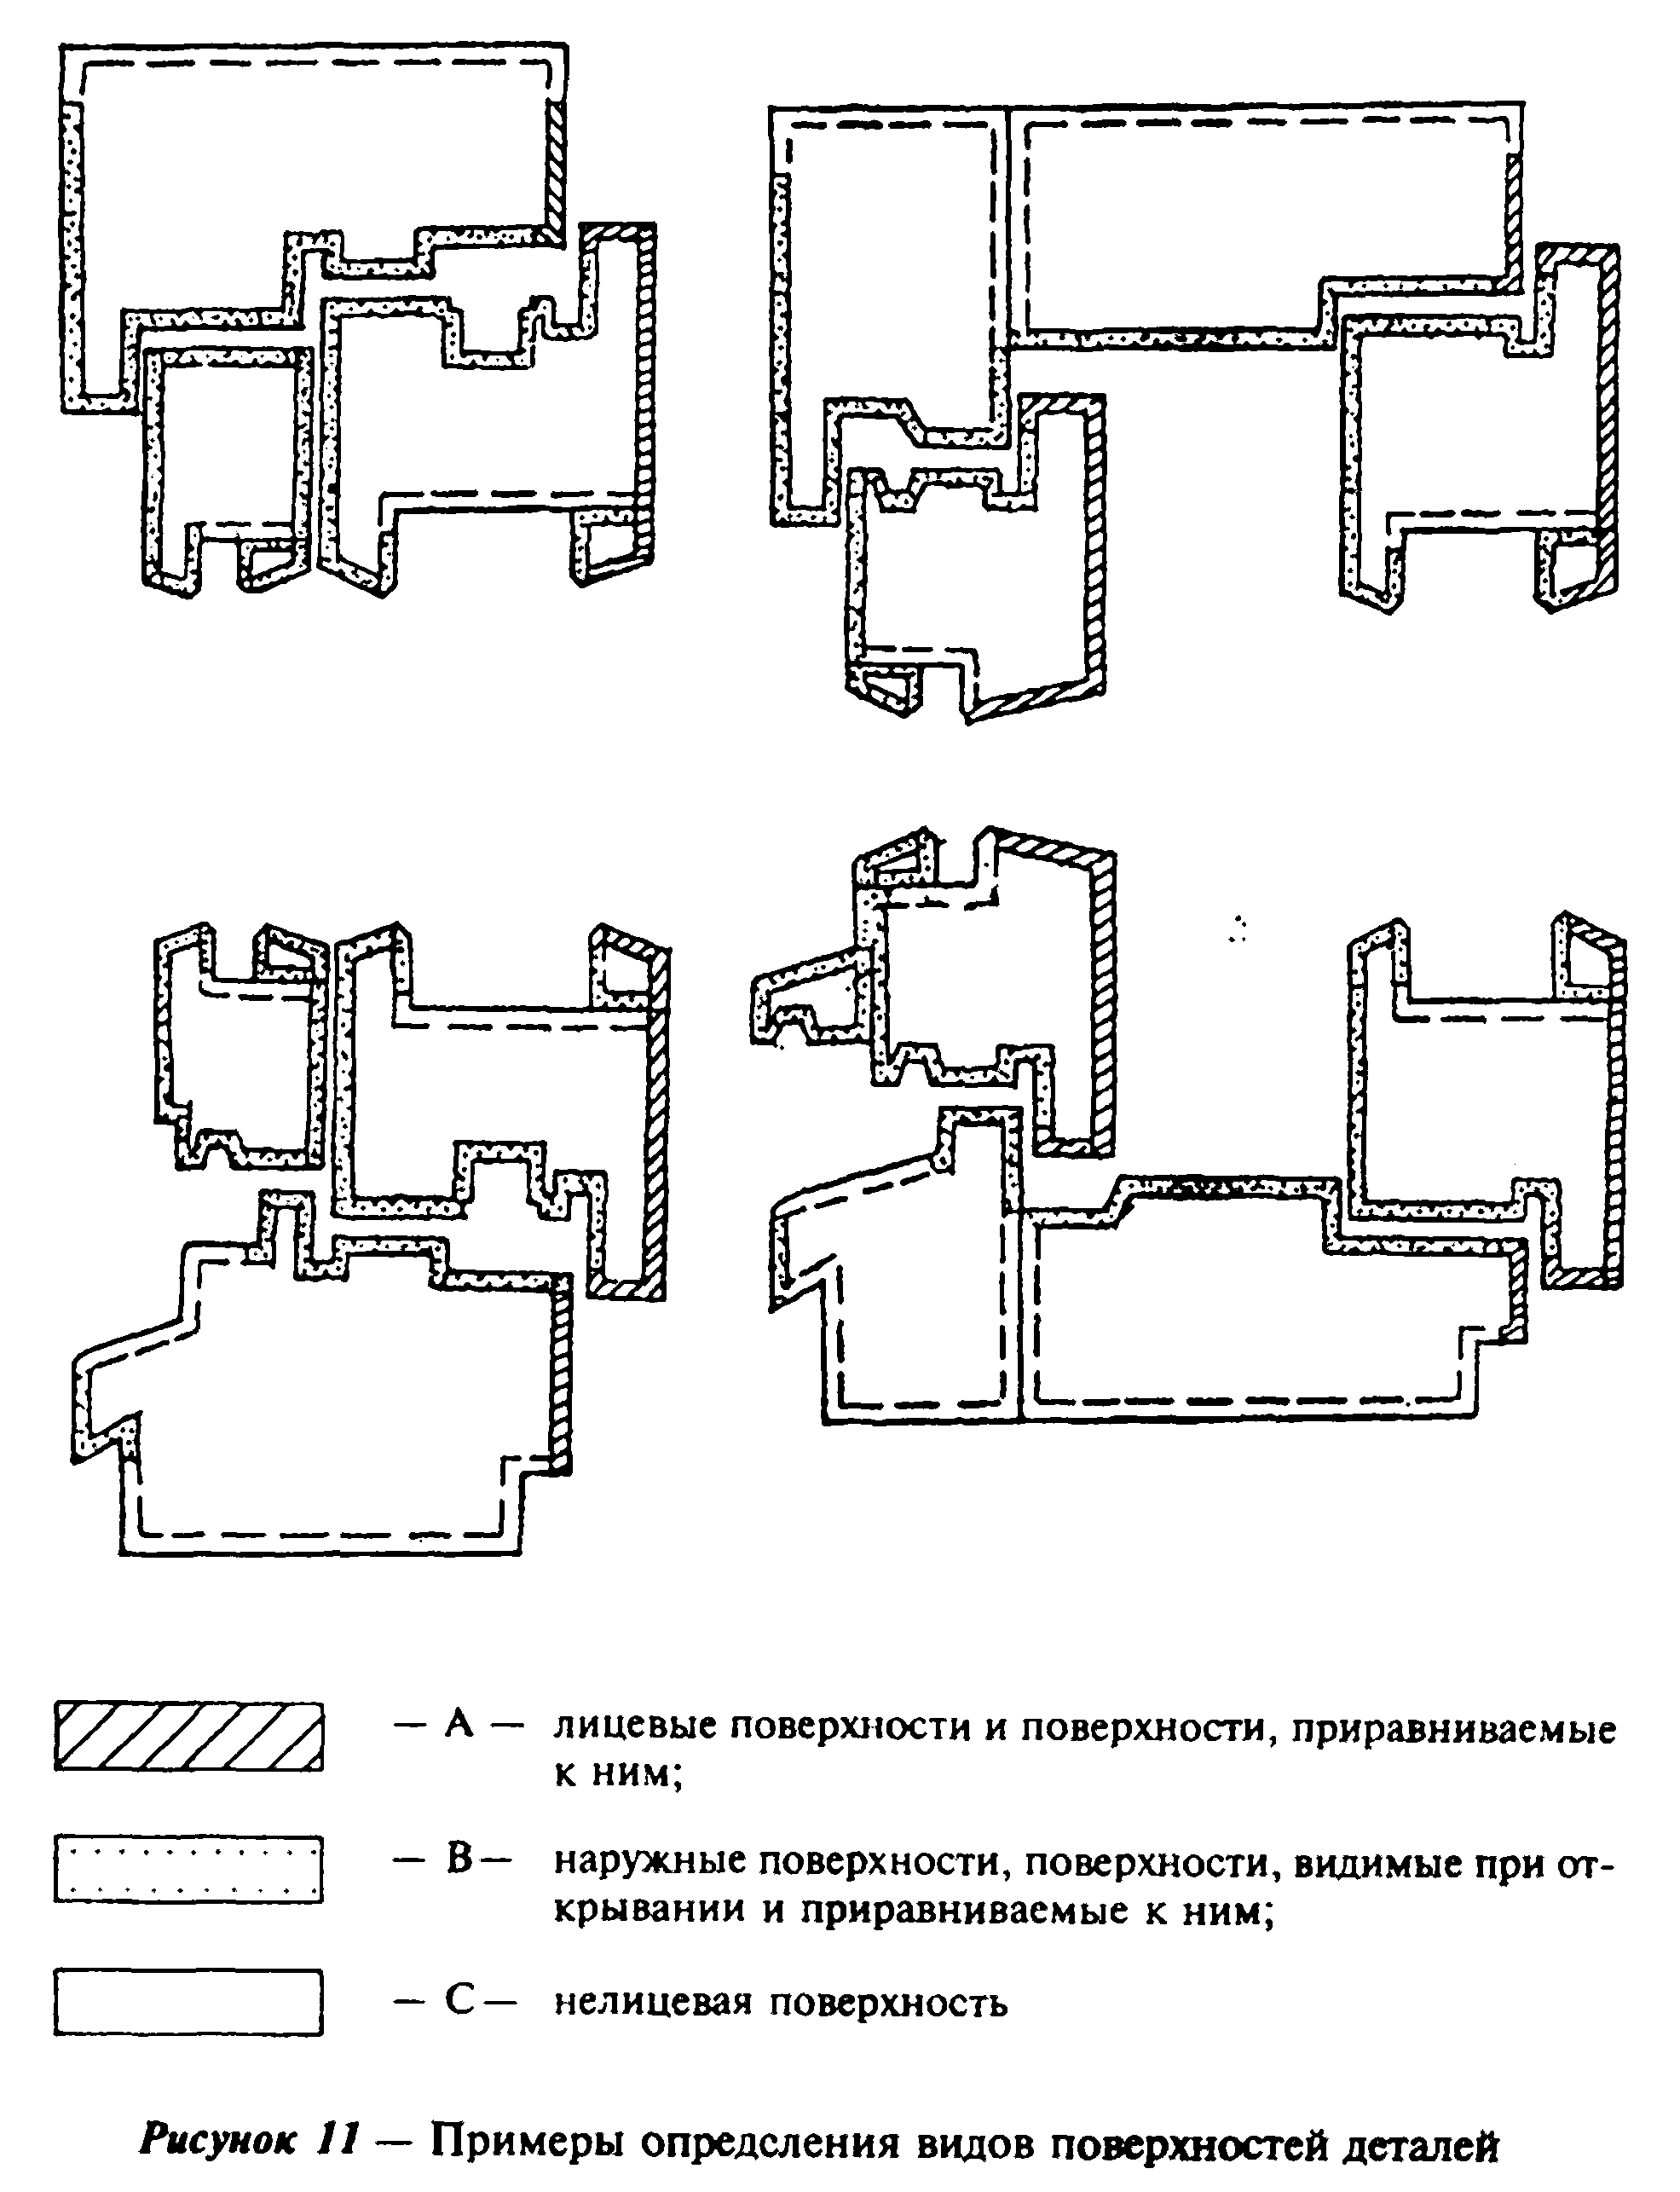 — А — лицевые поверхности и поверхности, приравниваемые
к ним;
— В — наружные поверхности, поверхности, видимые при от-
крывании и приравниваемые к ним;
— С — нелицевая поверхность
Рисунок 11 — Примеры определения видов поверхностей деталей